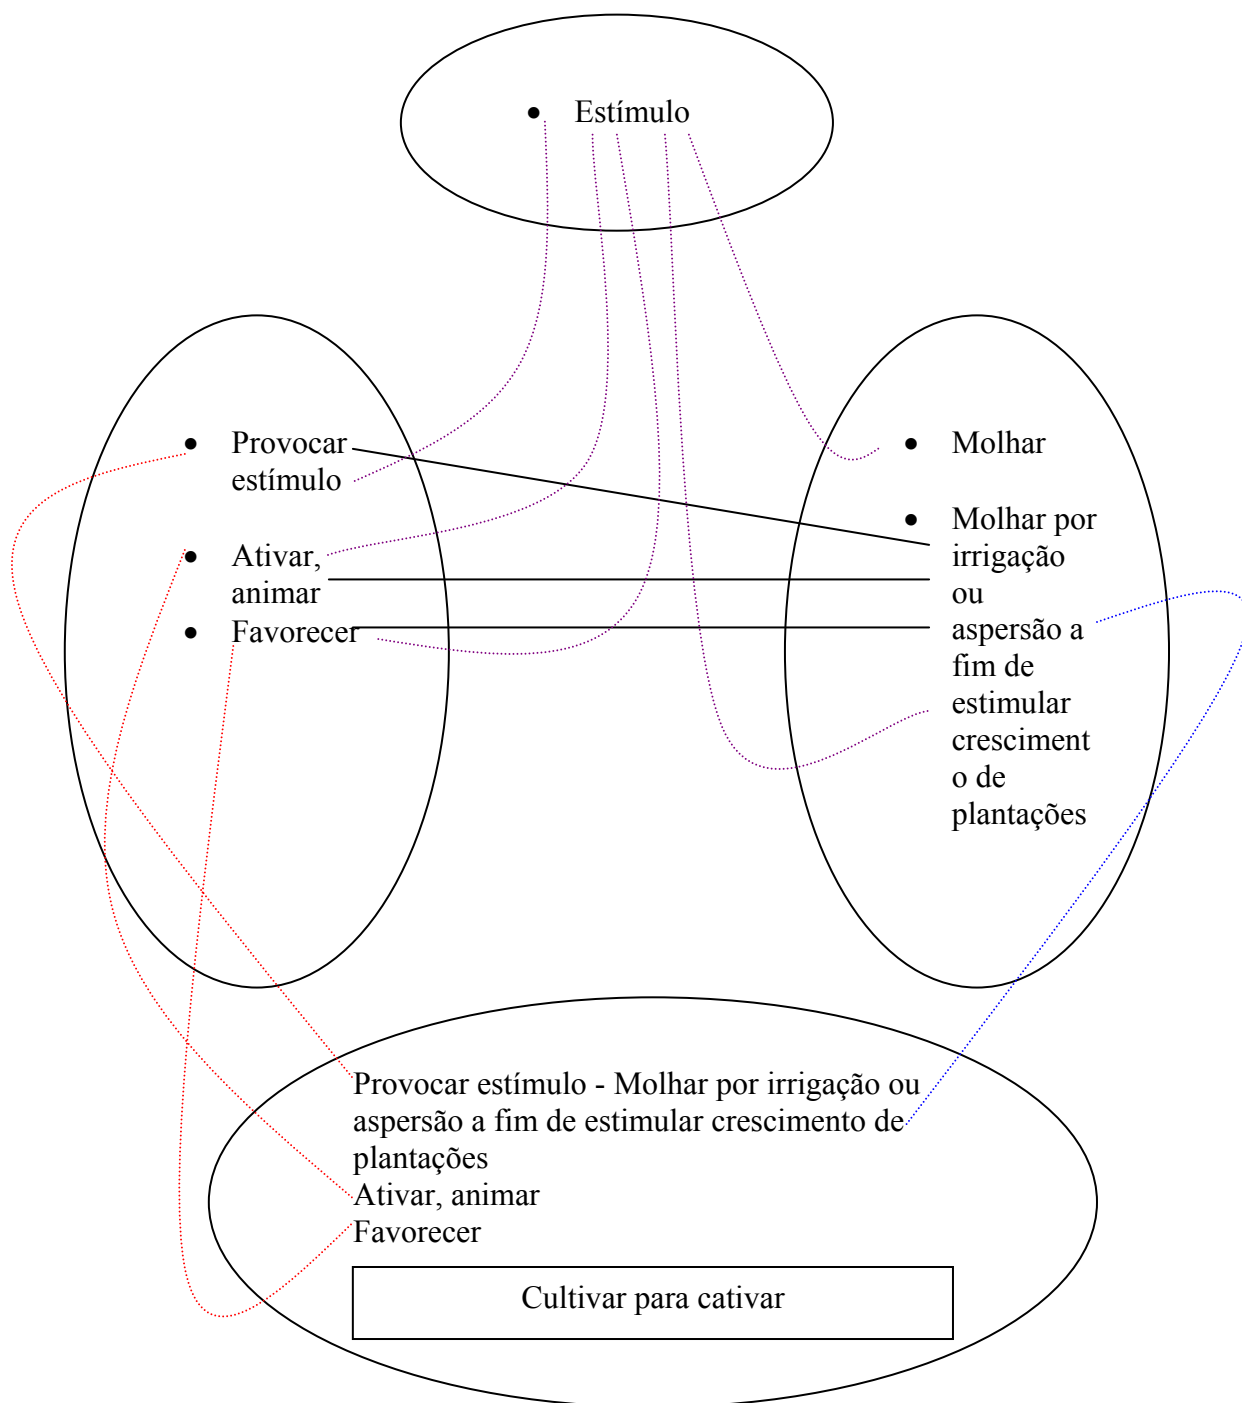 • Estímulo
• Provocar
estímulo
• Ativar,
animar
• Favorecer
• Molhar
• Molhar por
irrigação
ou
aspersão a
fim de
estimular
cresciment
o de
plantações
Provocar estímulo - Molhar por irrigação ou
aspersão a fim de estimular crescimento de
plantações
Ativar, animar
Favorecer
Cultivar para cativar